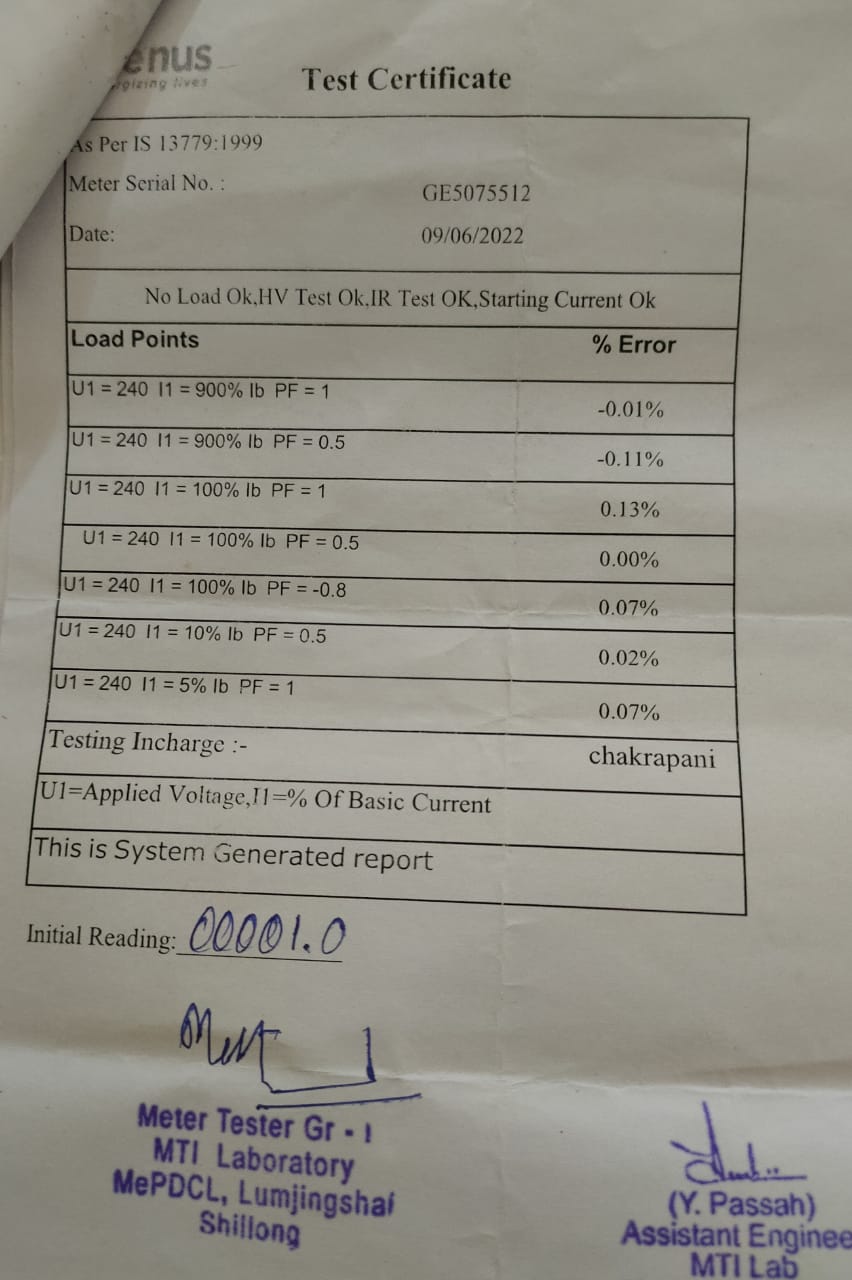 enus
rgizing lives
Test Certificate
As Per IS 13779:1999
Meter Serial No. : GE5075512
Date: 09/06/2022
No Load Ok,HV Test Ok,IR Test OK,Starting Current Ok
Load Points % Error
U1 = 240 I1 = 900% Ib PF = 1 -0.01%
U1 = 240 I1 = 900% Ib PF = 0.5 -0.11%
U1 = 240 I1 = 100% Ib PF = 1 0.13%
U1 = 240 I1 = 100% Ib PF = 0.5 0.00%
U1 = 240 I1 = 100% Ib PF = -0.8 0.07%
U1 = 240 I1 = 10% Ib PF = 0.5 0.02%
U1 = 240 I1 = 5% Ib PF = 1 0.07%
Testing Incharge :- chakrapani
U1=Applied Voltage,I1=% Of Basic Current
This is System Generated report
Initial Reading: 00001.0
Meter Tester Gr - I
MTI Laboratory
MePDCL, Lumjingshai
Shillong
(Y. Passah)
Assistant Enginee
MTI Lab